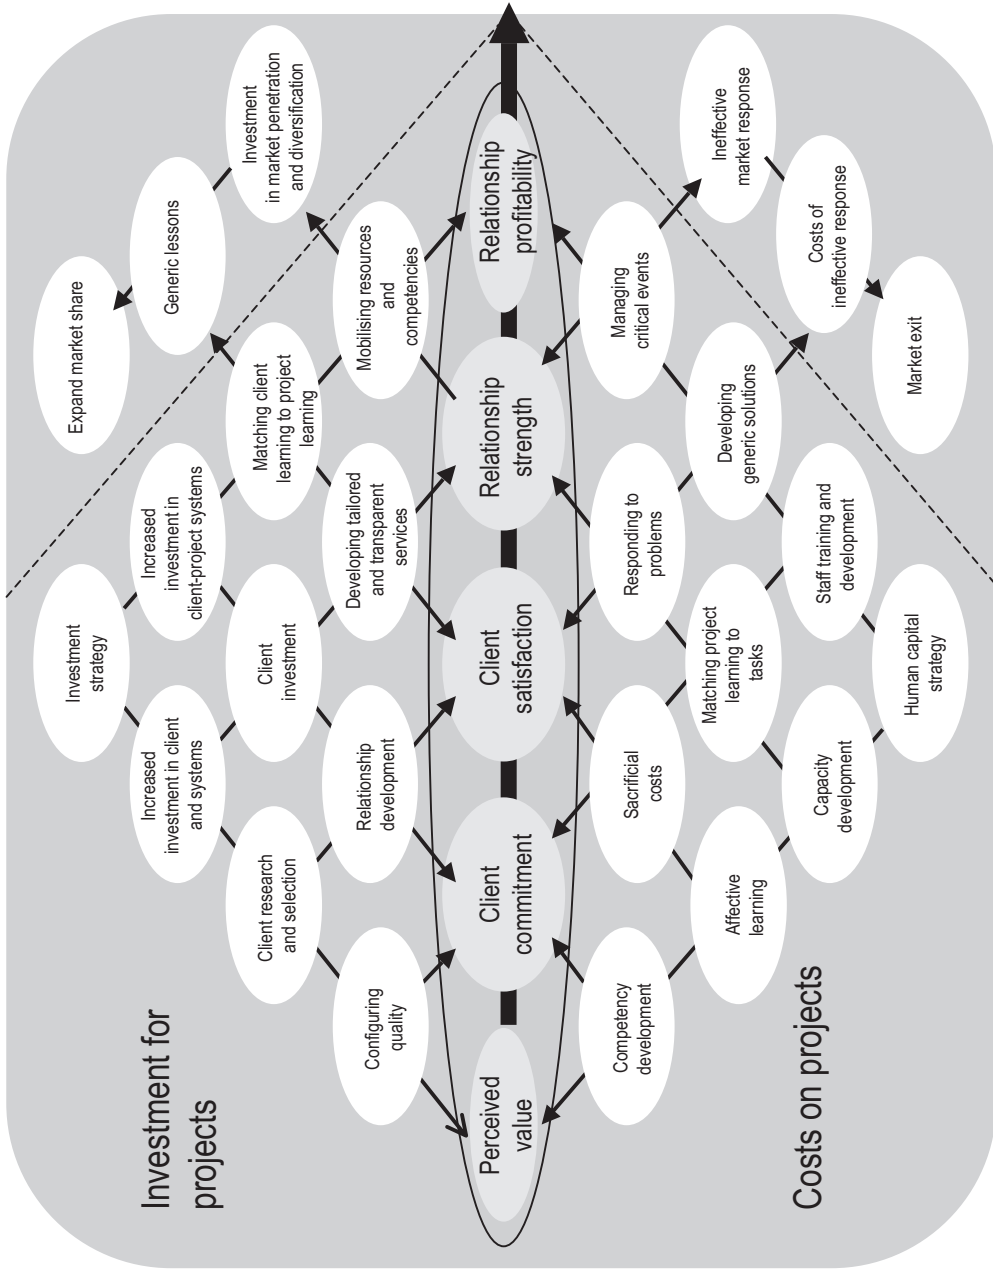 Investment for
projects
Investment
strategy
Expand market share
Increased
investment in client
and systems
Increased
investment in
client-project systems
Generic lessons
Client research
and selection
Client
investment
Matching client
learning to project
learning
Investment
in market penetration
and diversification
Configuring
quality
Relationship
development
Developing tailored
and transparent
services
Mobilising resources
and
competencies
Perceived
value
Client
commitment
Client
satisfaction
Relationship
strength
Relationship
profitability
Competency
development
Sacrificial
costs
Responding to
problems
Managing
critical events
Affective
learning
Matching project
learning to
tasks
Developing
generic solutions
Ineffective
market response
Capacity
development
Staff training and
development
Costs of
ineffective response
Human capital
strategy
Market exit
Costs on projects